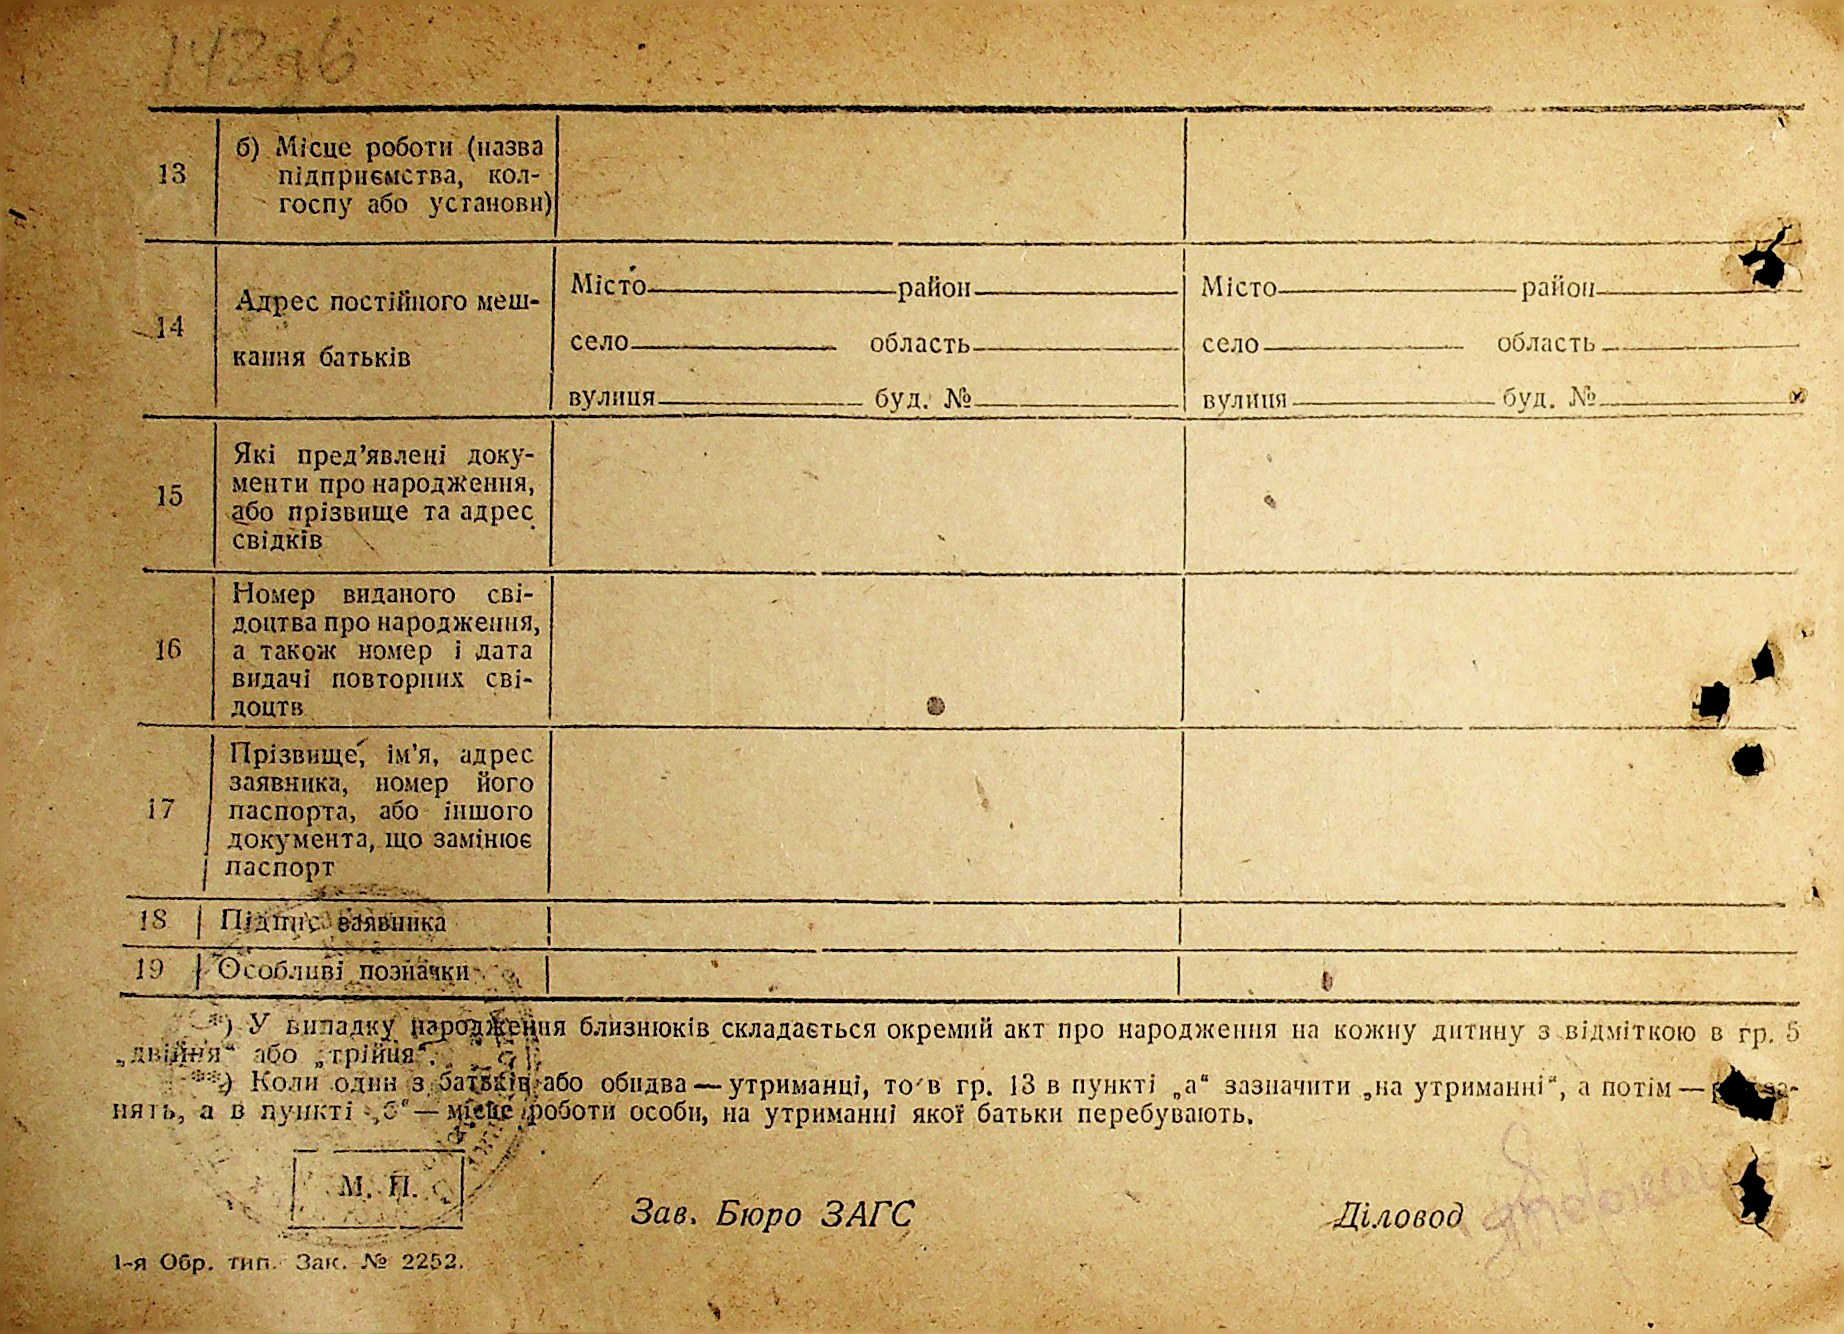 13
б) Місце роботи (назва
підприємства, кол-
госпу або установи)
14
Адрес постійного меш-
кання батьків
Місто район
село область
вулиця буд. №
Місто район
село область
вулиця буд. №
15
Які пред’явлені доку-
менти про народження,
або прізвище та адрес
свідків
16
Номер виданого сві-
доцтва про народження,
а також номер і дата
видачі повторних сві-
доцтв
17
Прізвище, ім’я, адрес
заявника, номер його
паспорта, або іншого
документа, що замінює
паспорт
18
Підпис заявника
19
Особливі позначки
*) У випадку народження близнюків складається окремий акт про народження на кожну дитину з відміткою в гр. 5
„двійня“ або „трійця“.
**) Коли один з батьків або обидва — утриманці, то в гр. 13 в пункті „а“ зазначити „на утриманні“, а потім —
нять, а в пункті „б“ — місце роботи особи, на утриманні якої батьки перебувають.
М. П.
Зав. Бюро ЗАГС
Діловод
1-я Обр. тип. Зак. № 2252.